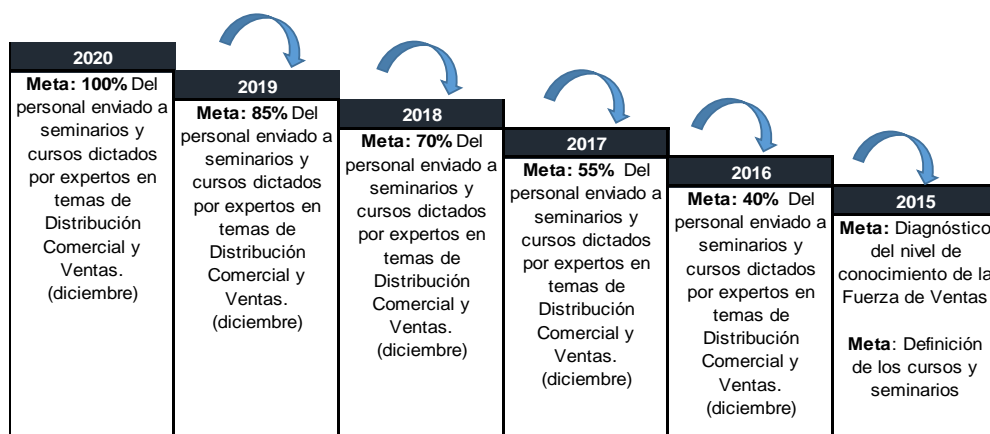 2020
Meta: 100% Del
personal enviado a
seminarios y
cursos dictados
por expertos en
temas de
Distribución
Comercial y
Ventas.
(diciembre)
2019
Meta: 85% Del
personal enviado a
seminarios y
cursos dictados
por expertos en
temas de
Distribución
Comercial y
Ventas.
(diciembre)
2018
Meta: 70% Del
personal enviado a
seminarios y
cursos dictados
por expertos en
temas de
Distribución
Comercial y
Ventas.
(diciembre)
2017
Meta: 55% Del
personal enviado a
seminarios y
cursos dictados
por expertos en
temas de
Distribución
Comercial y
Ventas.
(diciembre)
2016
Meta: 40% Del
personal enviado a
seminarios y
cursos dictados
por expertos en
temas de
Distribución
Comercial y
Ventas.
(diciembre)
2015
Meta: Diagnóstico
del nivel de
conocimiento de la
Fuerza de Ventas
Meta: Definición
de los cursos y
seminarios